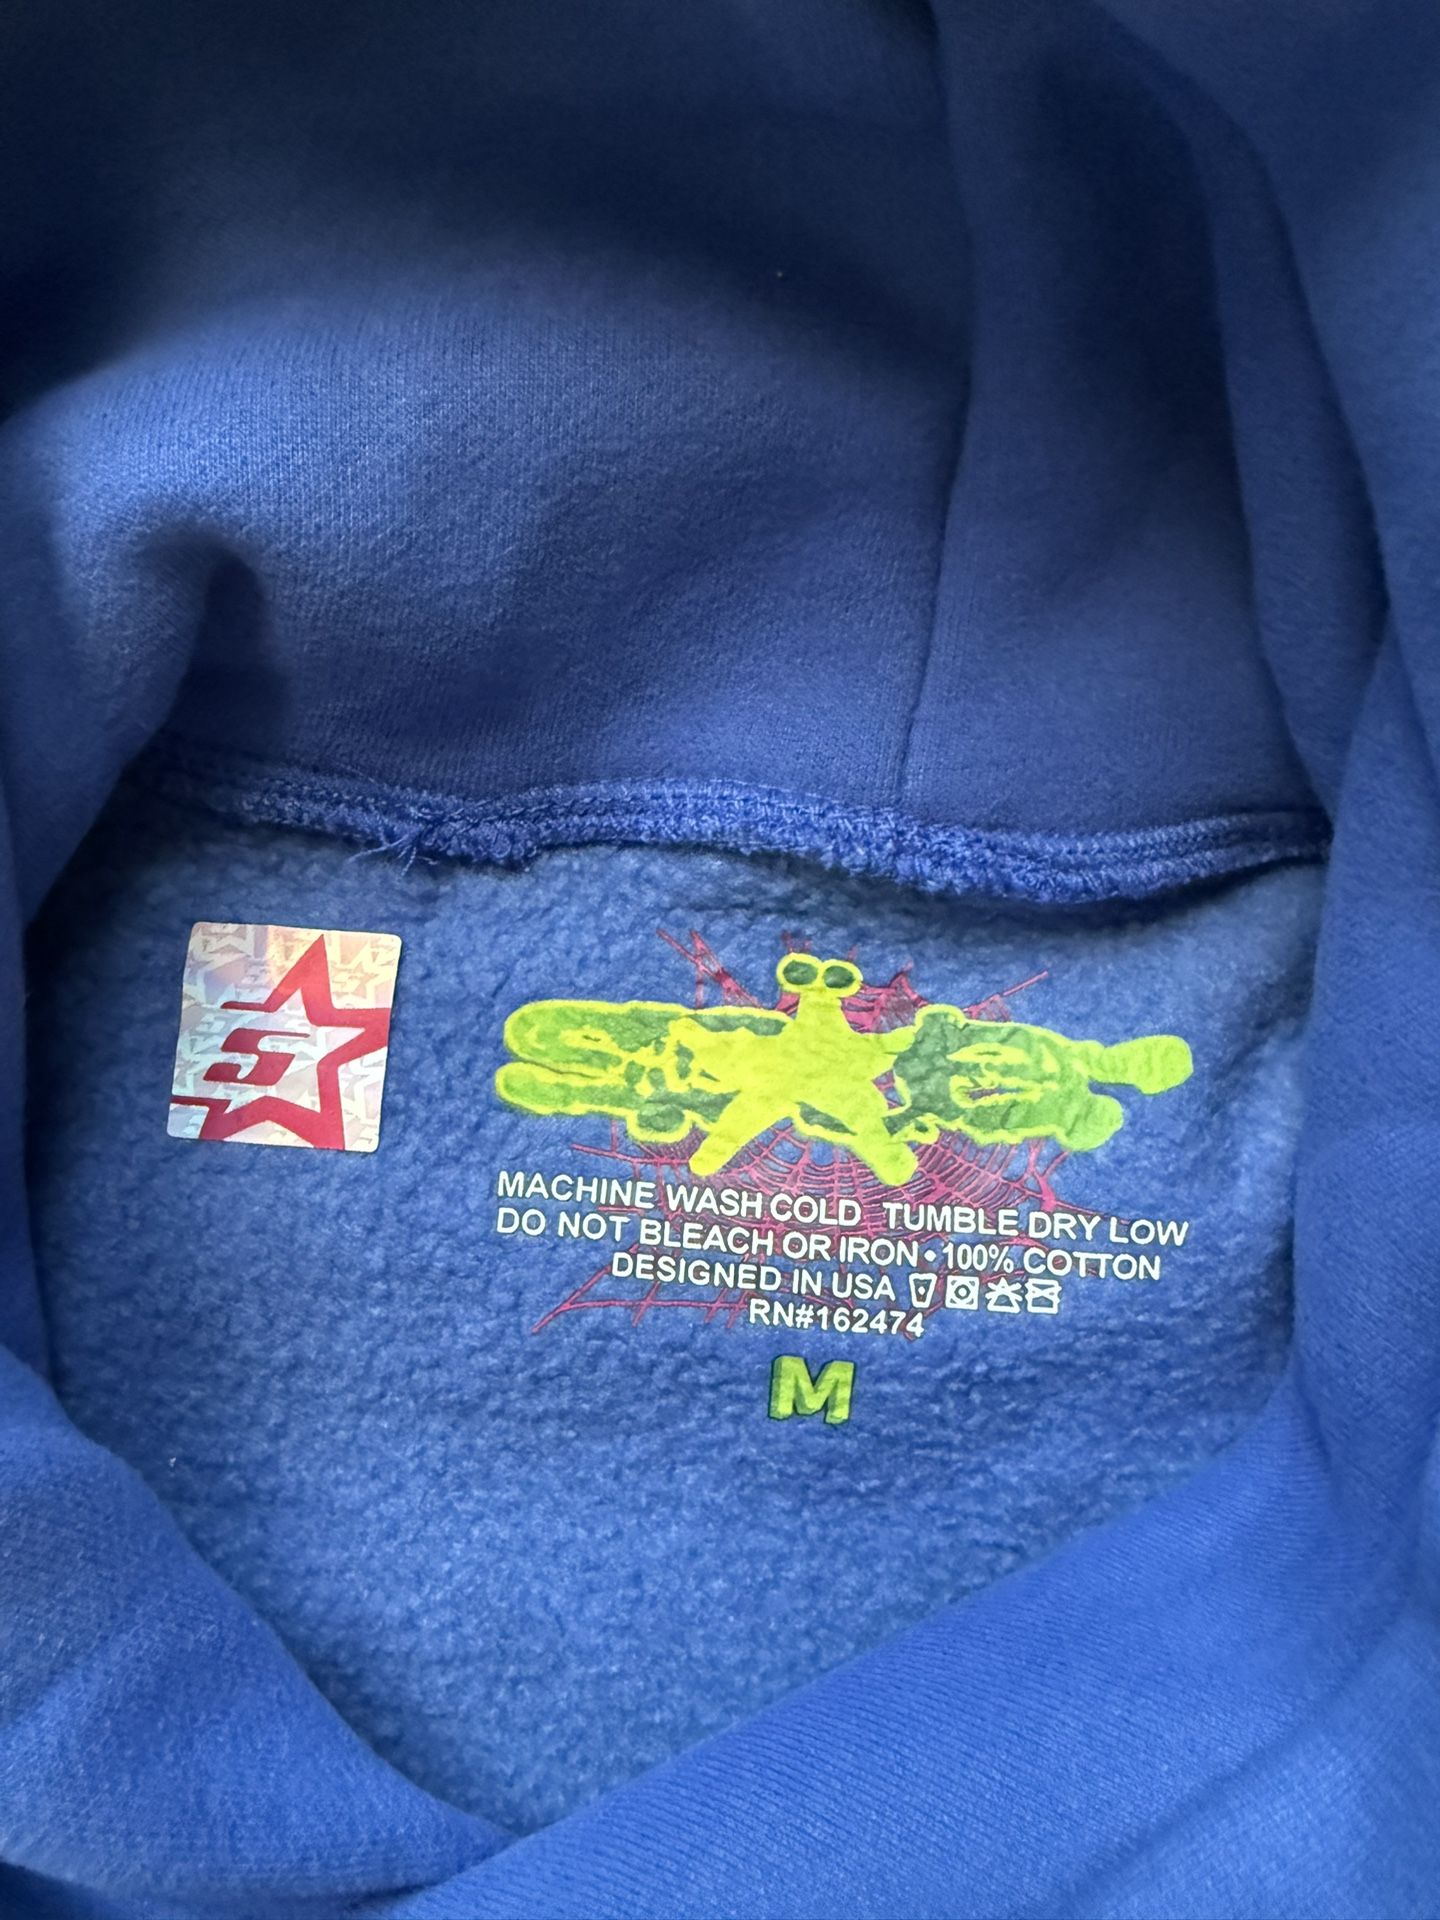 S
MACHINE WASH COLD TUMBLE DRY LOW
DO NOT BLEACH OR IRON • 100% COTTON
DESIGNED IN USA
RN#162474
M